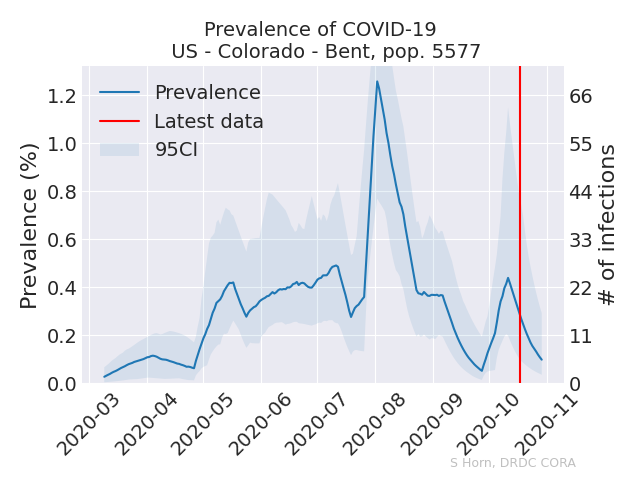 Prevalence of COVID-19
US - Colorado - Bent, pop. 5577
Prevalence
Latest data
95CI
Prevalence (%)
1.2
1.0
0.8
0.6
0.4
0.2
0.0
66
55
44
33
22
11
0
# of infections
2020-03
2020-04
2020-05
2020-06
2020-07
2020-08
2020-09
2020-10
2020-11
S Horn, DRDC CORA